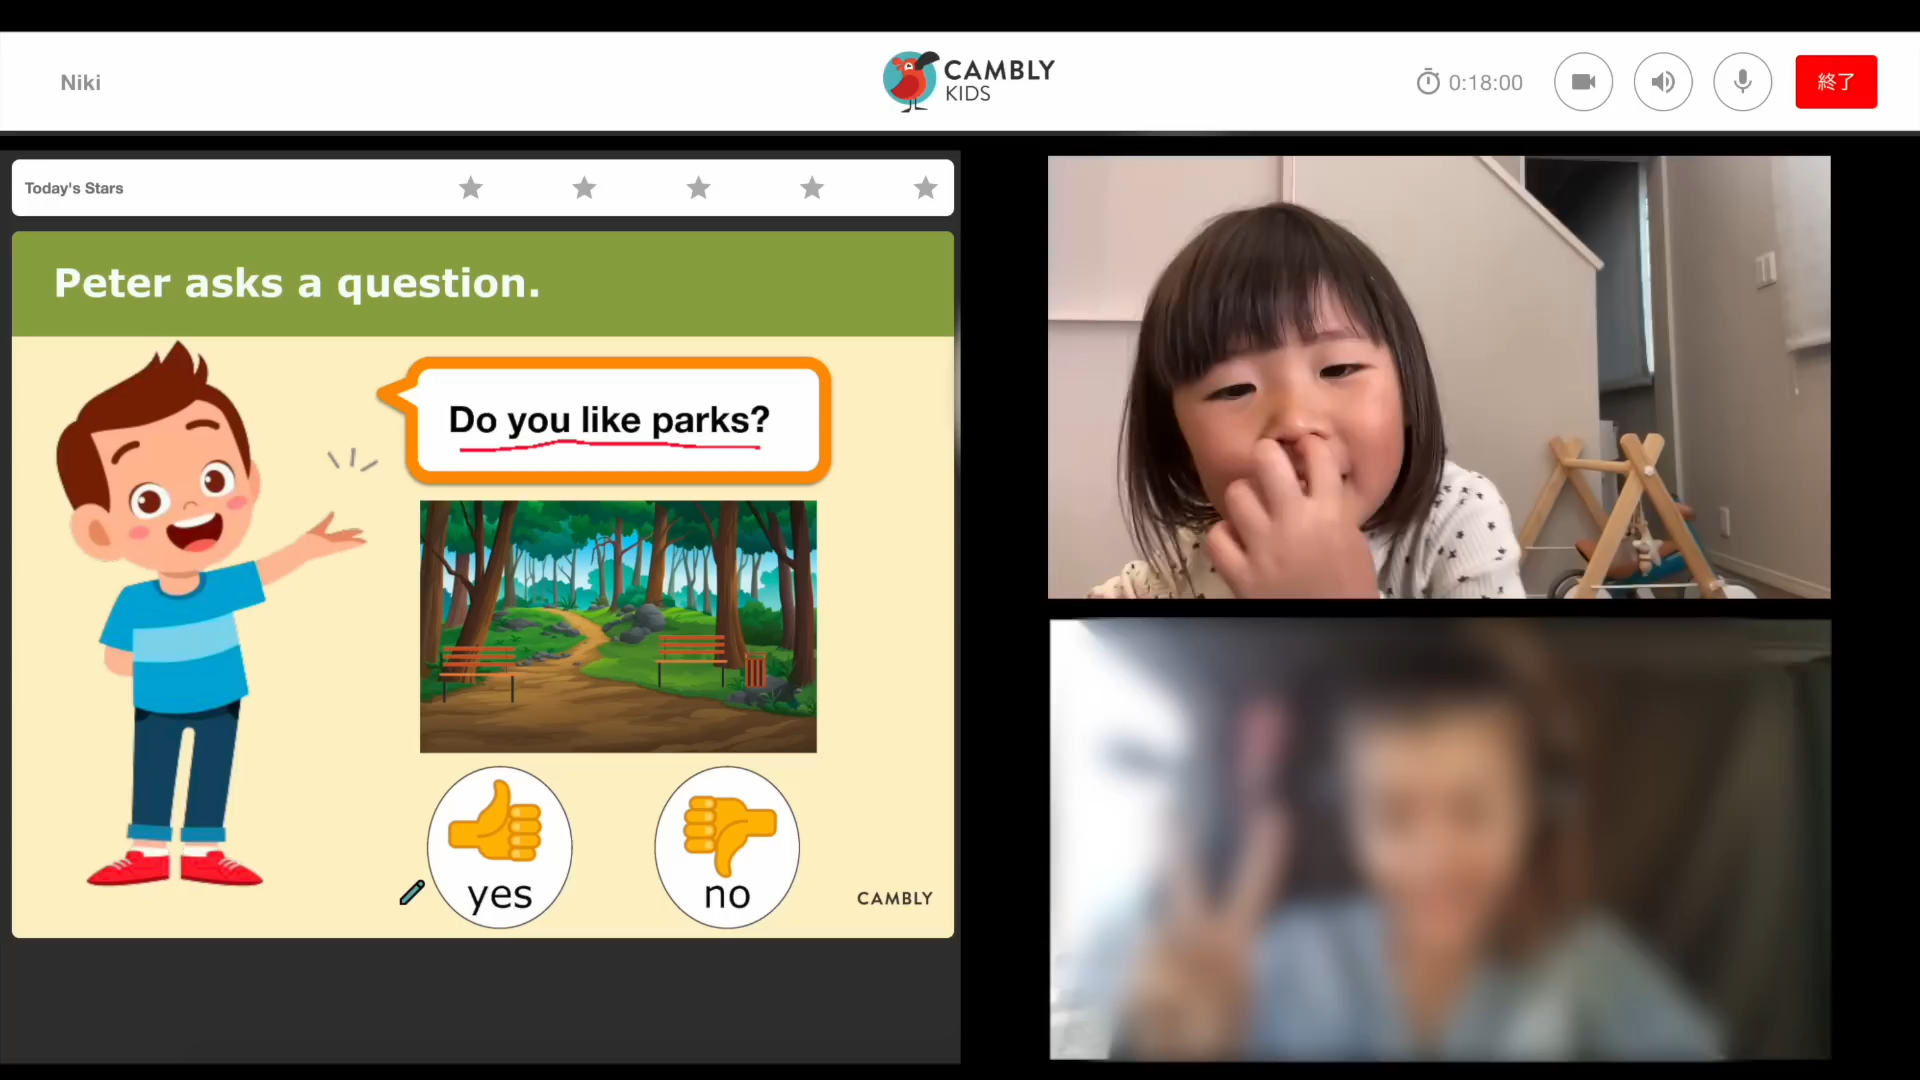 Niki
CAMBLY
KIDS
0:18:00
終了
Today's Stars
Peter asks a question.
Do you like parks?
yes
no
CAMBLY